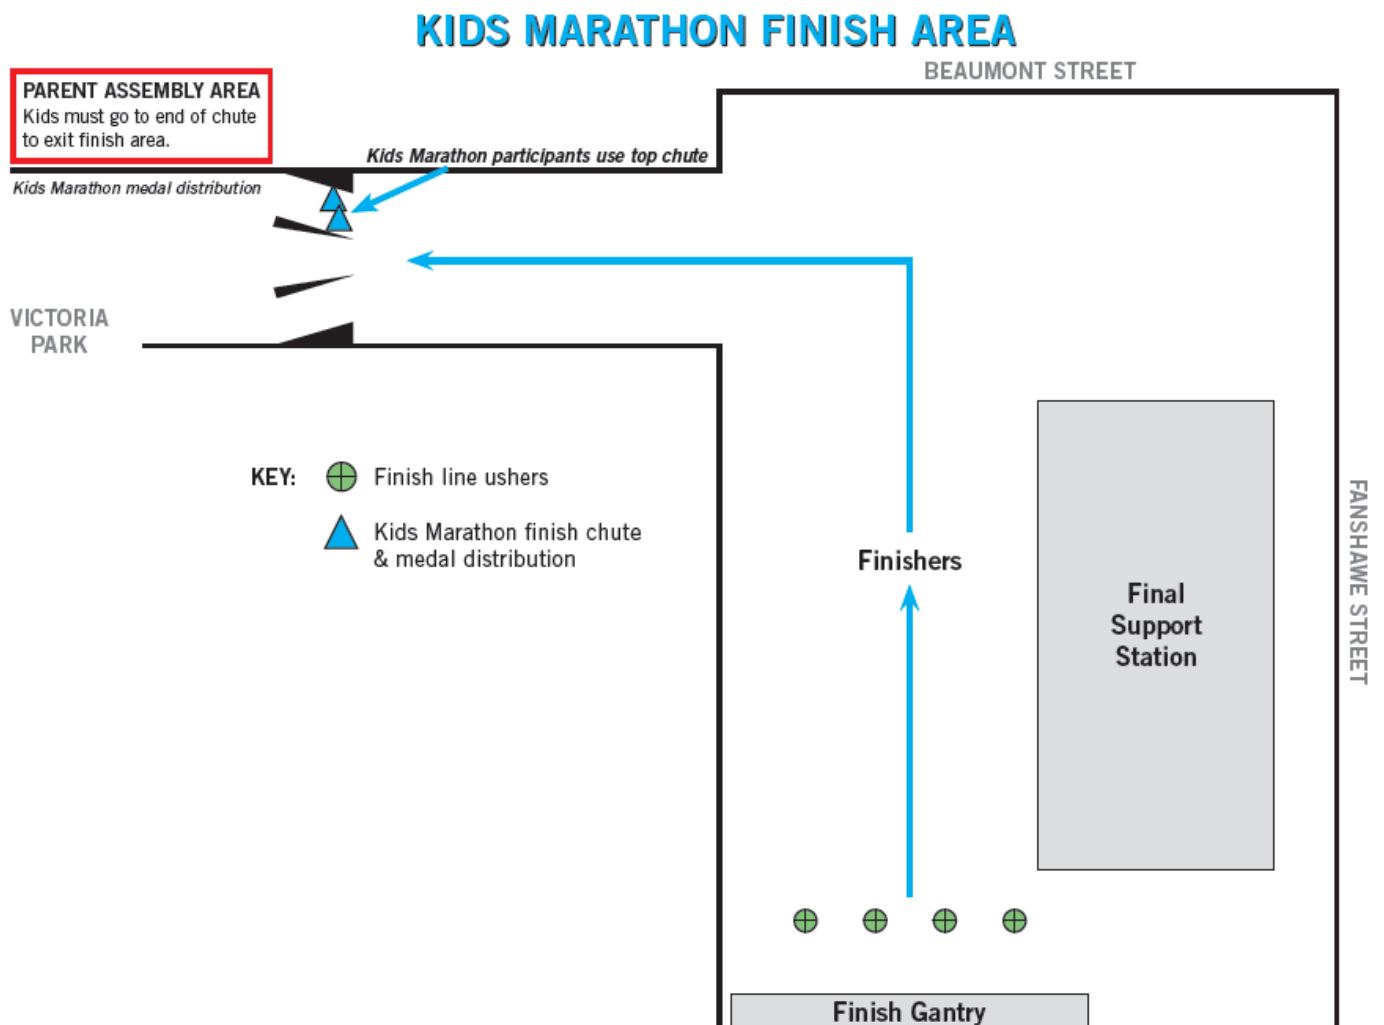 KIDS MARATHON FINISH AREA
BEAUMONT STREET
PARENT ASSEMBLY AREA
Kids must go to end of chute
to exit finish area.
Kids Marathon participants use top chute
Kids Marathon medal distribution
VICTORIA
PARK
KEY:
Finish line ushers
Kids Marathon finish chute
& medal distribution
Finishers
Final
Support
Station
FANSHAWE STREET
Finish Gantry